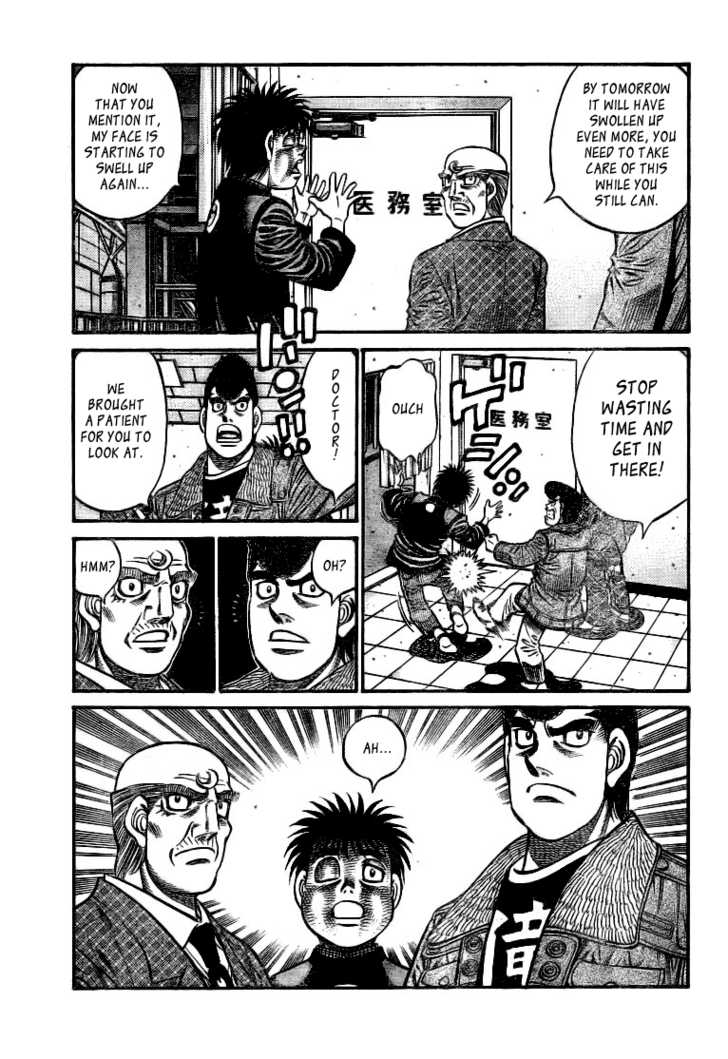 BY TOMORROW
IT WILL HAVE
SWOLLEN UP
EVEN MORE, YOU
NEED TO TAKE
CARE OF THIS
WHILE YOU
STILL CAN.
NOW
THAT YOU
MENTION IT,
MY FACE IS
STARTING TO
SWELL UP
AGAIN...
医務室
STOP
WASTING
TIME AND
GET IN
THERE!
OUCH
医務室
DOCTOR!
WE
BROUGHT
A PATIENT
FOR YOU TO
LOOK AT.
OH?
HMM?
AH...